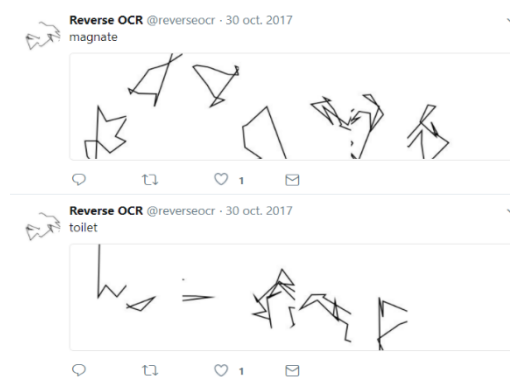 Reverse OCR @reverseocr · 30 oct. 2017
magnate
1
Reverse OCR @reverseocr · 30 oct. 2017
toilet
1